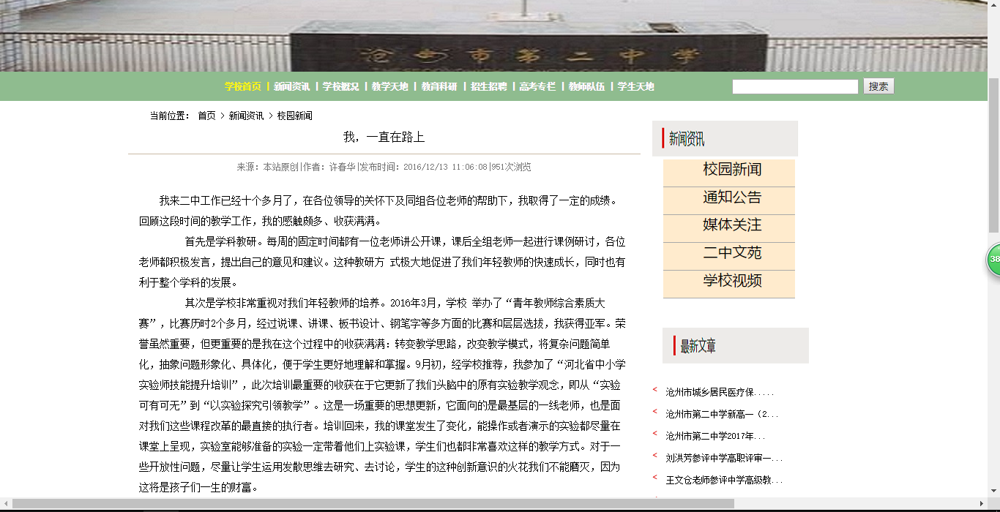 沧州市第二中学
学校首页 | 新闻资讯 | 学校概况 | 教学天地 | 教育科研 | 招生招聘 | 高考专栏 | 教师队伍 | 学生天地
搜索
当前位置: 首页 > 新闻资讯 > 校园新闻
我，一直在路上
来源：本站原创|作者：许春华|发布时间：2016/12/13 11:06:08|951次浏览
我来二中工作已经十个多月了，在各位领导的关怀下及同组各位老师的帮助下，我取得了一定的成绩。
回顾这段时间的教学工作，我的感触颇多、收获满满。
首先是学科教研。每周的固定时间都有一位老师讲公开课，课后全组老师一起进行课例研讨，各位
老师都积极发言，提出自己的意见和建议。这种教研方 式极大地促进了我们年轻教师的快速成长，同时也有
利于整个学科的发展。
其次是学校非常重视对我们年轻教师的培养。2016年3月，学校 举办了“青年教师综合素质大
赛”，比赛历时2个多月，经过说课、讲课、板书设计、钢笔字等多方面的比赛和层层选拔，我获得亚军。荣
誉虽然重要，但更重要的是我在这个过程中的收获满满：转变教学思路，改变教学模式，将复杂问题简单
化，抽象问题形象化、具体化，便于学生更好地理解和掌握。9月初，经学校推荐，我参加了“河北省中小学
实验师技能提升培训”，此次培训最重要的收获在于它更新了我们头脑中的原有实验教学观念，即从“实验
可有可无”到“以实验探究引领教学”。这是一场重要的思想更新，它面向的是最基层的一线老师，也是面
对我们这些课程改革的最直接的执行者。培训回来，我的课堂发生了变化，能操作或者演示的实验都尽量在
课堂上呈现，实验室能够准备的实验一定带着他们上实验课，学生们也都非常喜欢这样的教学方式。对于一
些开放性问题，尽量让学生运用发散思维去研究、去讨论，学生的这种创新意识的火花我们不能磨灭，因为
这将是孩子们一生的财富。
新闻资讯
校园新闻
通知公告
媒体关注
二中文苑
学校视频
最新文章
< 沧州市城乡居民医疗保.....
< 沧州市第二中学新高一（2...
< 沧州市第二中学2017年...
< 刘洪芳参评中学高职评审一...
< 王文仓老师参评中学高级教...
38